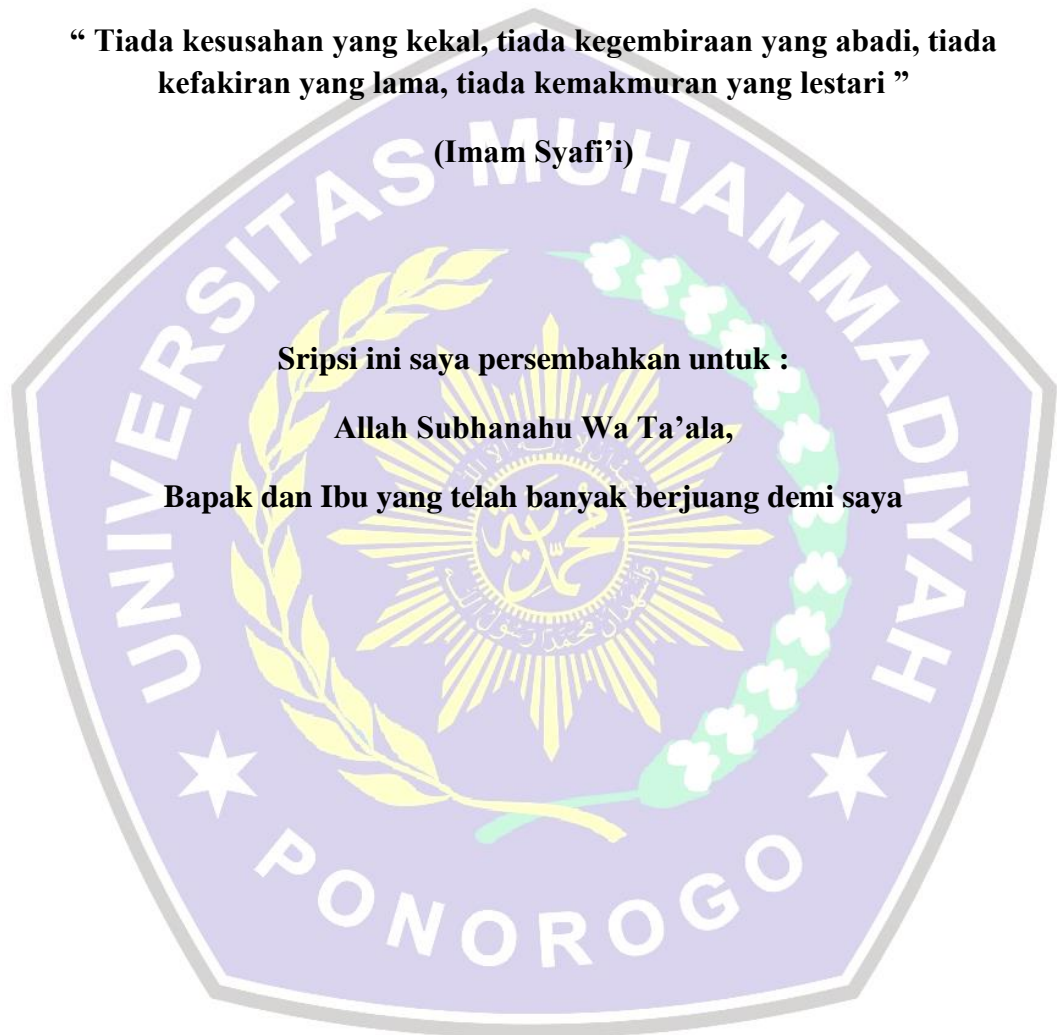 “ Tiada kesusahan yang kekal, tiada kegembiraan yang abadi, tiada
kefakiran yang lama, tiada kemakmuran yang lestari ”
(Imam Syafi’i)
UNIVERSITAS MUHAMMADIYAH
Sripsi ini saya persembahkan untuk :
Allah Subhanahu Wa Ta’ala,
Bapak dan Ibu yang telah banyak berjuang demi saya
محمدية
PONOROGO